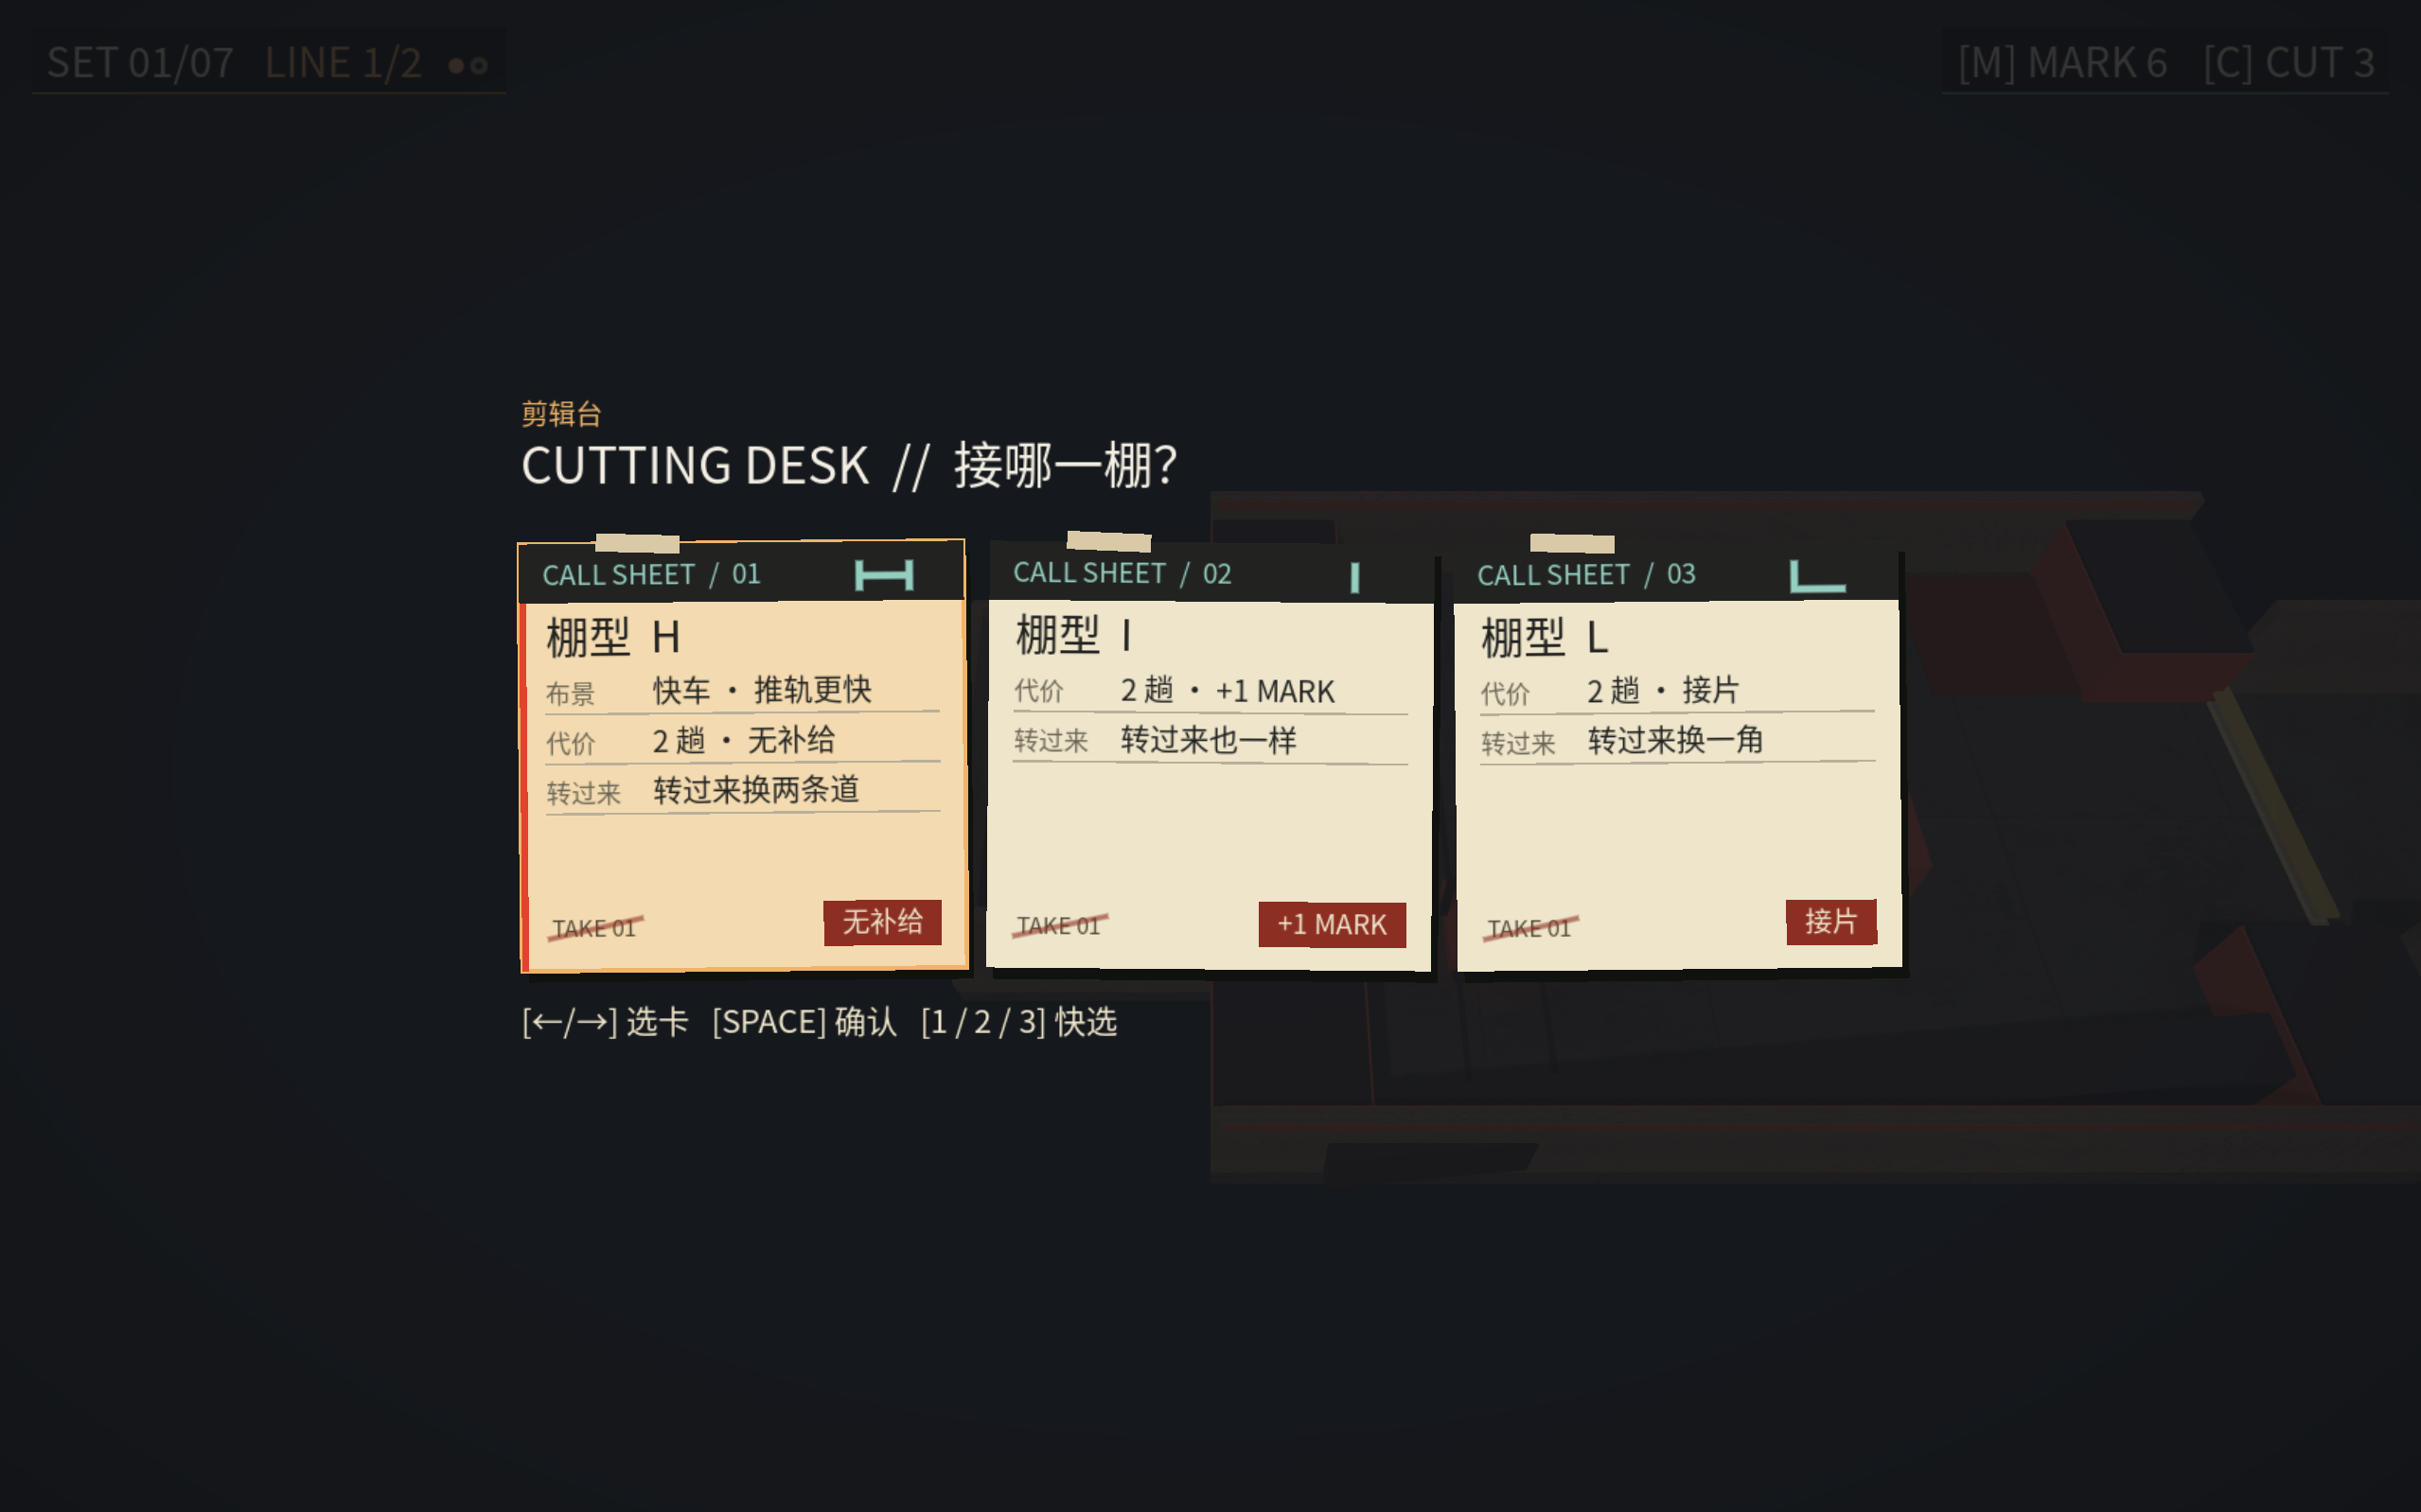 SET 01/07 LINE 1/2
[M] MARK 6 [C] CUT 3
剪辑台
CUTTING DESK // 接哪一棚?
CALL SHEET / 01
棚型 H
布景 快车 · 推轨更快
代价 2 趟 · 无补给
转过来 转过来换两条道
TAKE 01
无补给
CALL SHEET / 02
棚型 I
代价 2 趟 · +1 MARK
转过来 转过来也一样
TAKE 01
+1 MARK
CALL SHEET / 03
棚型 L
代价 2 趟 · 接片
转过来 转过来换一角
TAKE 01
接片
[←/→] 选卡 [SPACE] 确认 [1 / 2 / 3] 快选